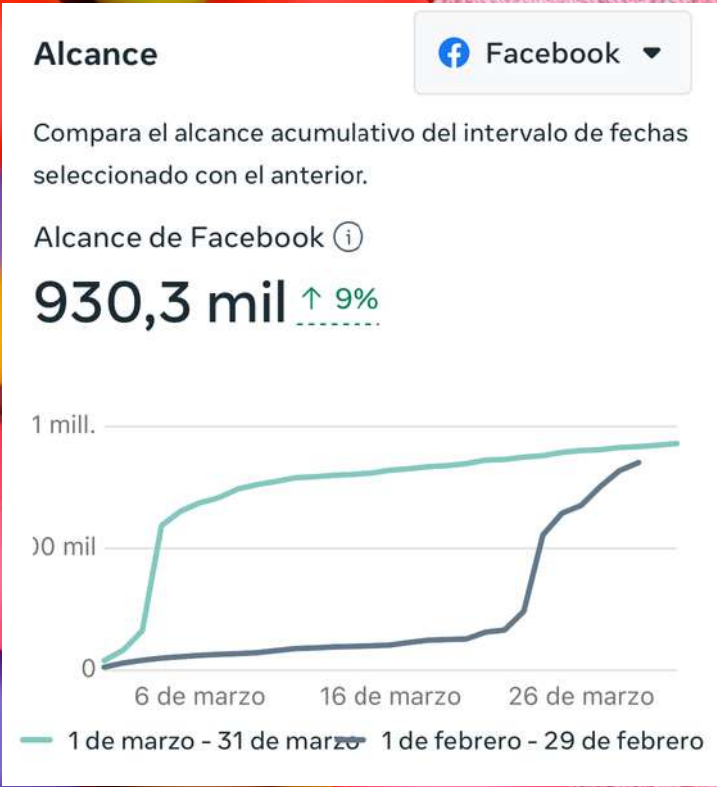 Alcance
Facebook
Compara el alcance acumulativo del intervalo de fechas
seleccionado con el anterior.
Alcance de Facebook
930,3 mil ↑ 9%
1 mill.
00 mil
0
6 de marzo 16 de marzo 26 de marzo
1 de marzo - 31 de marzo 1 de febrero - 29 de febrero